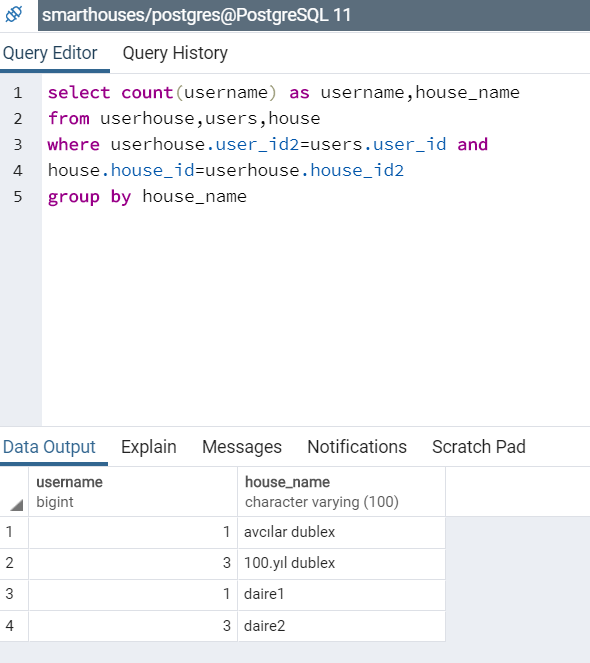 smarthouses/postgres@PostgreSQL 11
Query Editor Query History
1 select count(username) as username,house_name
2 from userhouse,users,house
3 where userhouse.user_id2=users.user_id and
4 house.house_id=userhouse.house_id2
5 group by house_name
Data Output Explain Messages Notifications Scratch Pad
username house_name
bigint character varying (100)
1 1 avcılar dublex
2 3 100.yıl dublex
3 1 daire1
4 3 daire2